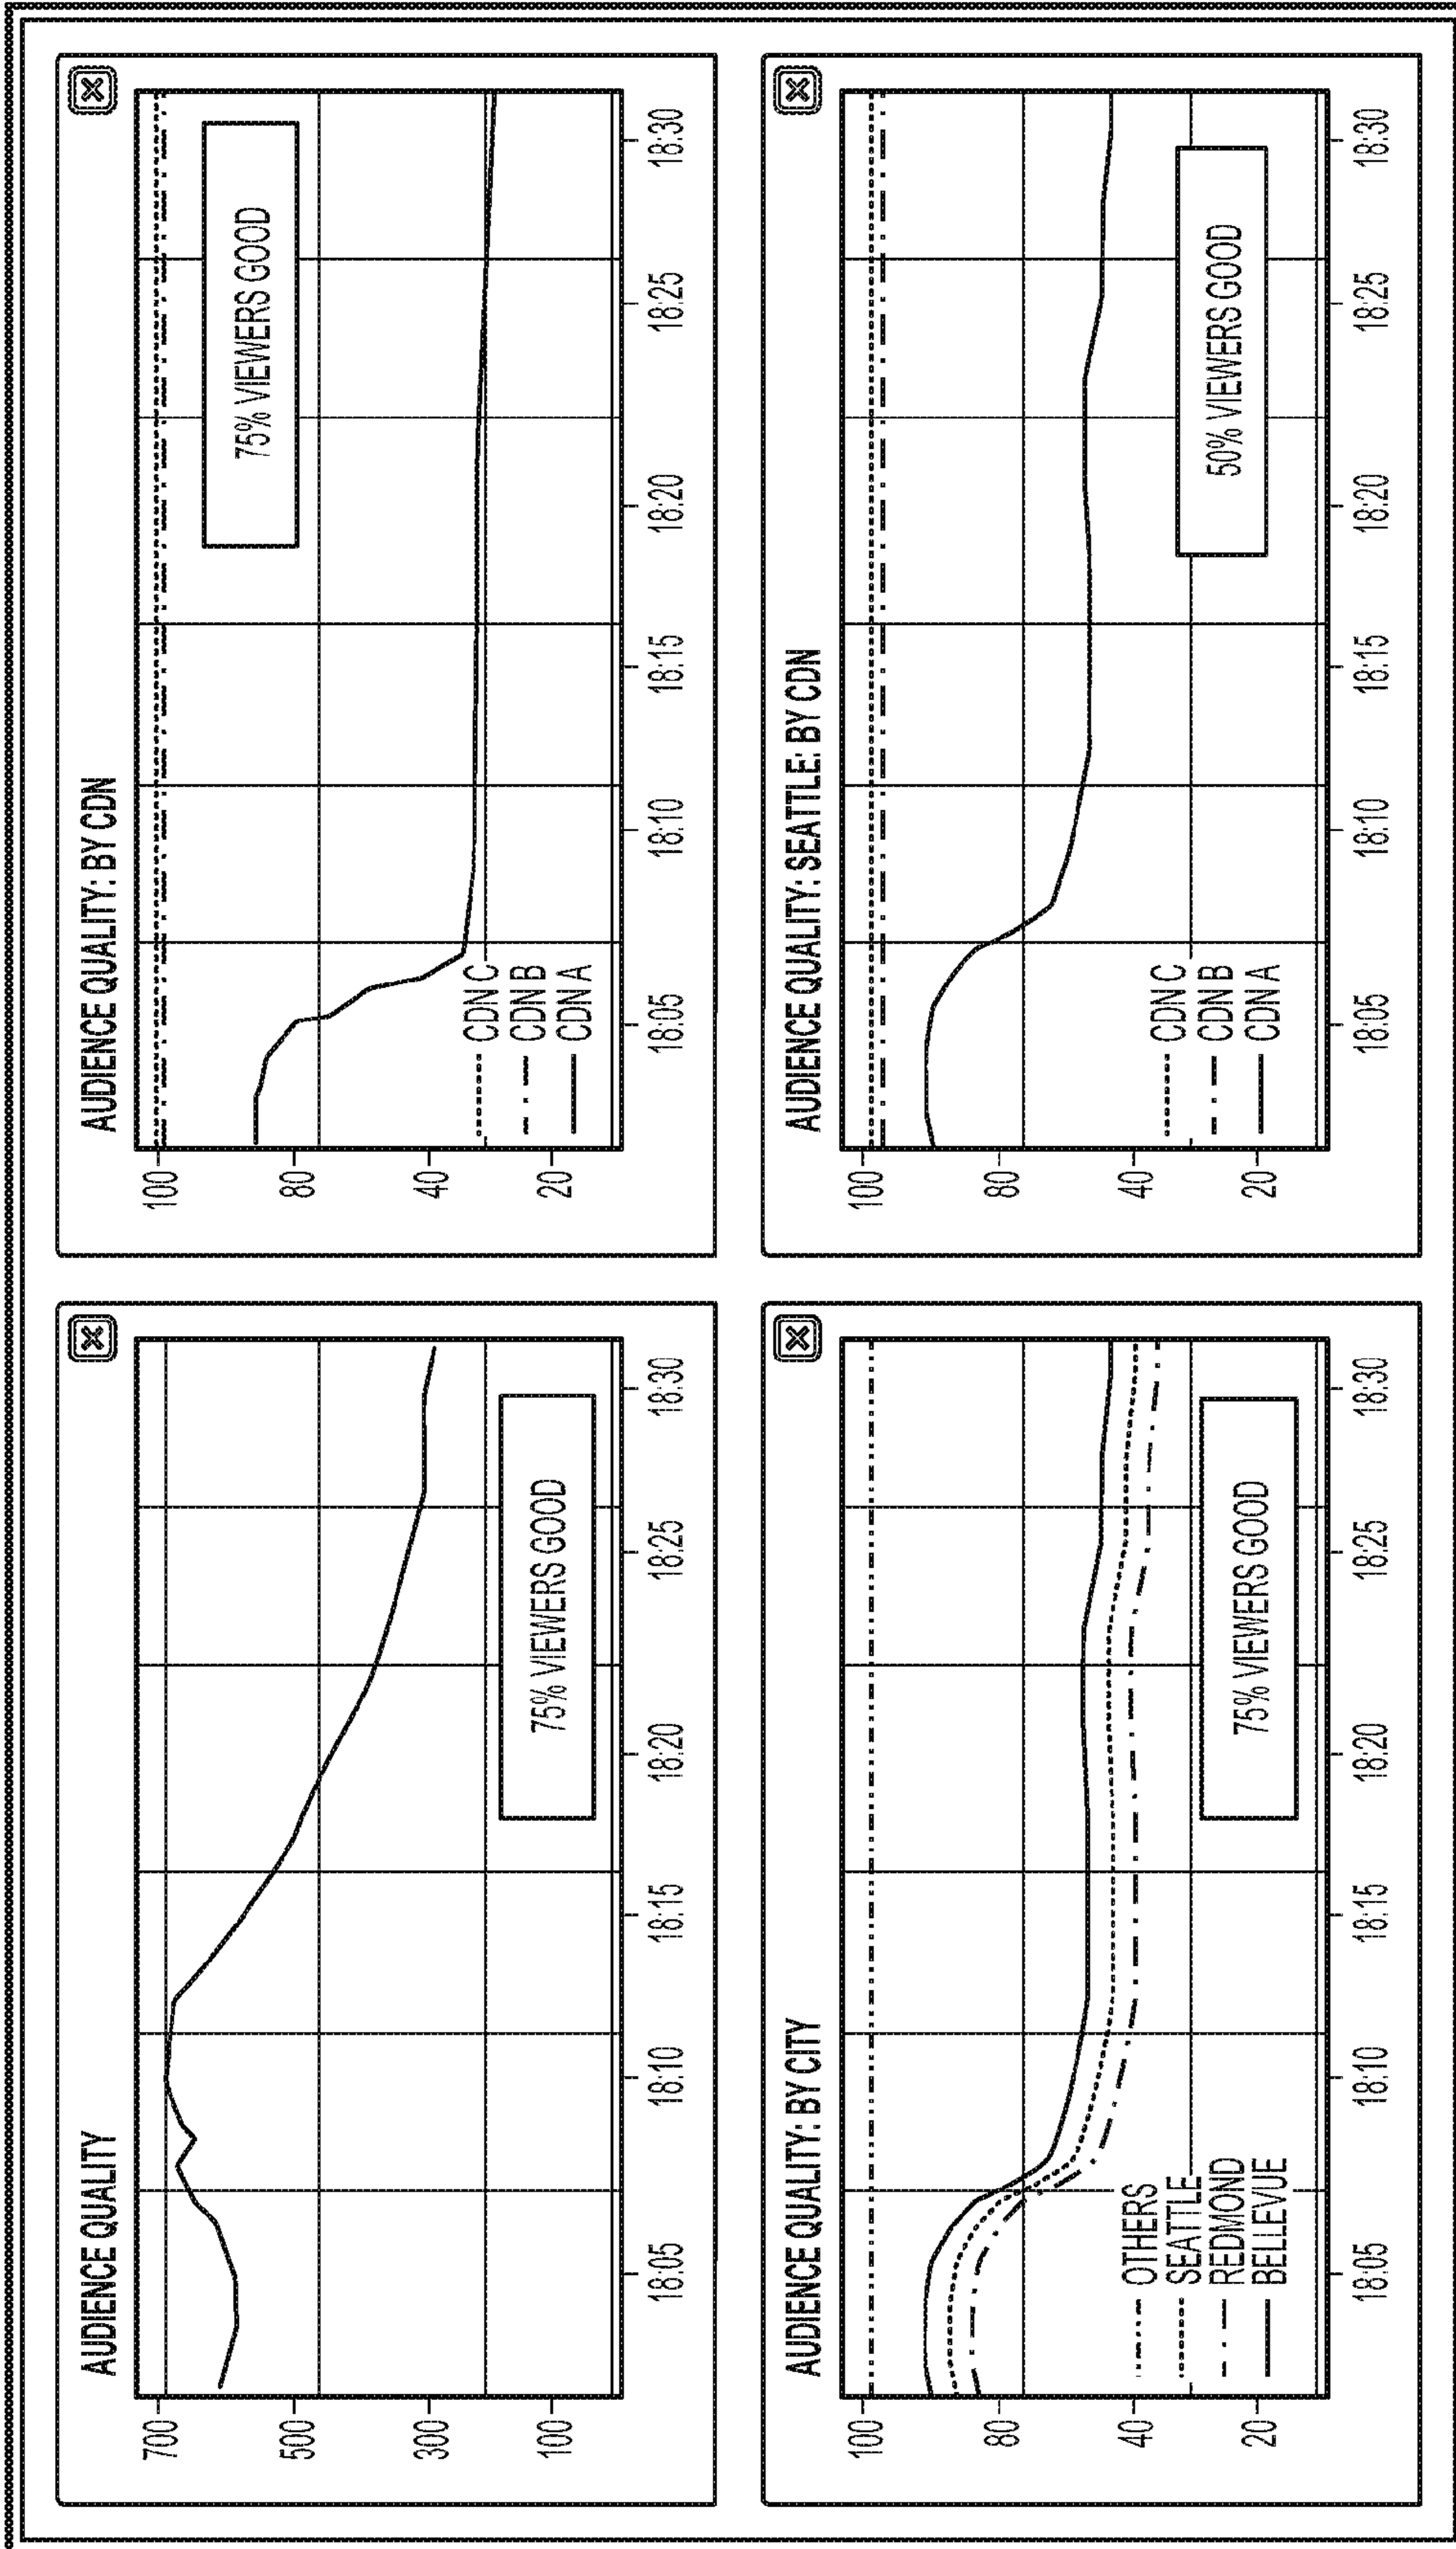 AUDIENCE QUALITY
700
500
300
100
18:05
18:10
18:15
18:20
18:25
18:30
75% VIEWERS GOOD
AUDIENCE QUALITY: BY CDN
100
80
40
20
18:05
18:10
18:15
18:20
18:25
18:30
CDN C
CDN B
CDN A
75% VIEWERS GOOD
AUDIENCE QUALITY: BY CITY
100
80
40
20
18:05
18:10
18:15
18:20
18:25
18:30
OTHERS
SEATTLE
REDMOND
BELLEVUE
75% VIEWERS GOOD
AUDIENCE QUALITY: SEATTLE: BY CDN
100
80
40
20
18:05
18:10
18:15
18:20
18:25
18:30
CDN C
CDN B
CDN A
50% VIEWERS GOOD